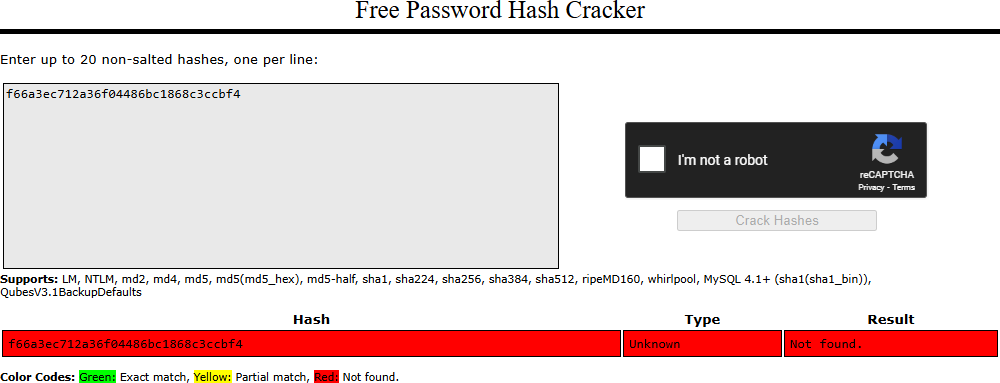 Free Password Hash Cracker
Enter up to 20 non-salted hashes, one per line:
f66a3ec712a36f04486bc1868c3ccbf4
I'm not a robot
reCAPTCHA
Privacy - Terms
Crack Hashes
Supports: LM, NTLM, md2, md4, md5, md5(md5_hex), md5-half, sha1, sha224, sha256, sha384, sha512, ripeMD160, whirlpool, MySQL 4.1+ (sha1(sha1_bin)),
QubesV3.1BackupDefaults
Hash Type Result
f66a3ec712a36f04486bc1868c3ccbf4 Unknown Not found.
Color Codes: Green: Exact match, Yellow: Partial match, Red: Not found.